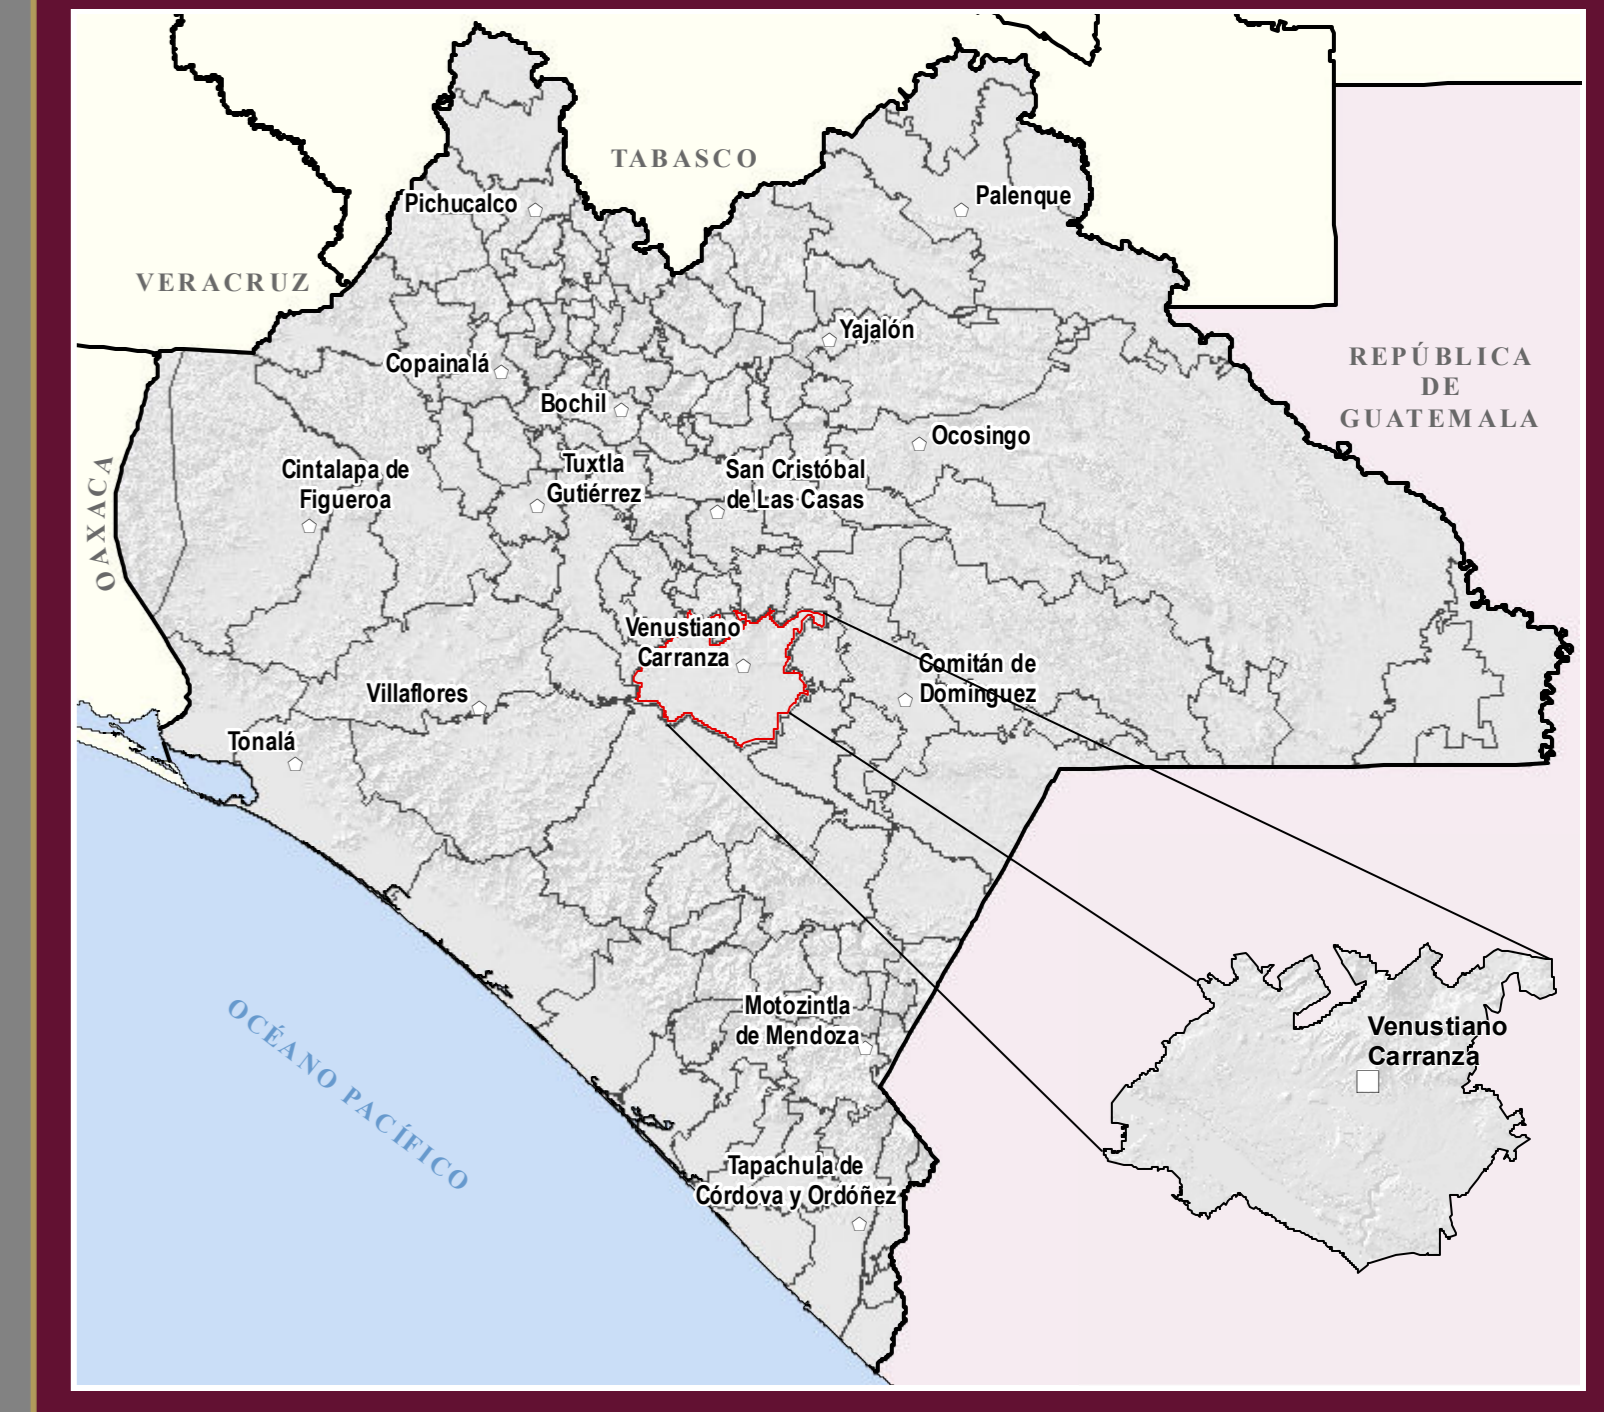 TABASCO
Palenque
Pichucalco
VERACRUZ
Yajalón
REPÚBLICA
DE
GUATEMALA
Copainalá
Bochil
Ocosingo
OAXACA
Cintalapa de
Figueroa
Tuxtla
Gutiérrez
San Cristóbal
de Las Casas
Venustiano
Carranza
Comitán de
Domínguez
Villaflores
Tonalá
Motozintla
de Mendoza
OCÉANO PACÍFICO
Venustiano
Carranza
Tapachula de
Córdova y Ordóñez